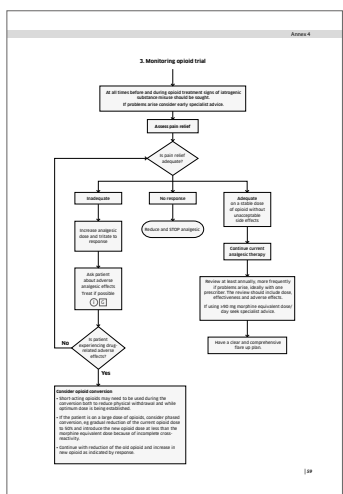 Annex 4
3. Monitoring opioid trial
At all times before and during opioid treatment signs of iatrogenic
substance misuse should be sought.
If problems arise consider early specialist advice.
Assess pain relief
Is pain relief
adequate?
Inadequate
No response
Adequate
on a stable dose
of opioid without
unacceptable
side effects
Increase analgesic
dose and titrate to
response
Reduce and STOP analgesic
Continue current
analgesic therapy
Ask patient
about adverse
analgesic effects
Treat if possible
Review at least annually, more frequently
if problems arise, ideally with one
prescriber. The review should include dose,
effectiveness and adverse effects.
If using >90 mg morphine equivalent dose/
day seek specialist advice.
Is patient
experiencing drug-
related adverse
effects?
No
Yes
Have a clear and comprehensive
flare up plan.
Consider opioid conversion
• Short-acting opioids may need to be used during the
conversion both to reduce physical withdrawal and while
optimum dose is being established.
• If the patient is on a large dose of opioids, consider phased
conversion, eg gradual reduction of the current opioid dose
to 50% and introduce the new opioid dose at less than the
morphine equivalent dose because of incomplete cross-
reactivity.
• Continue with reduction of the old opioid and increase in
new opioid as indicated by response.
| 59